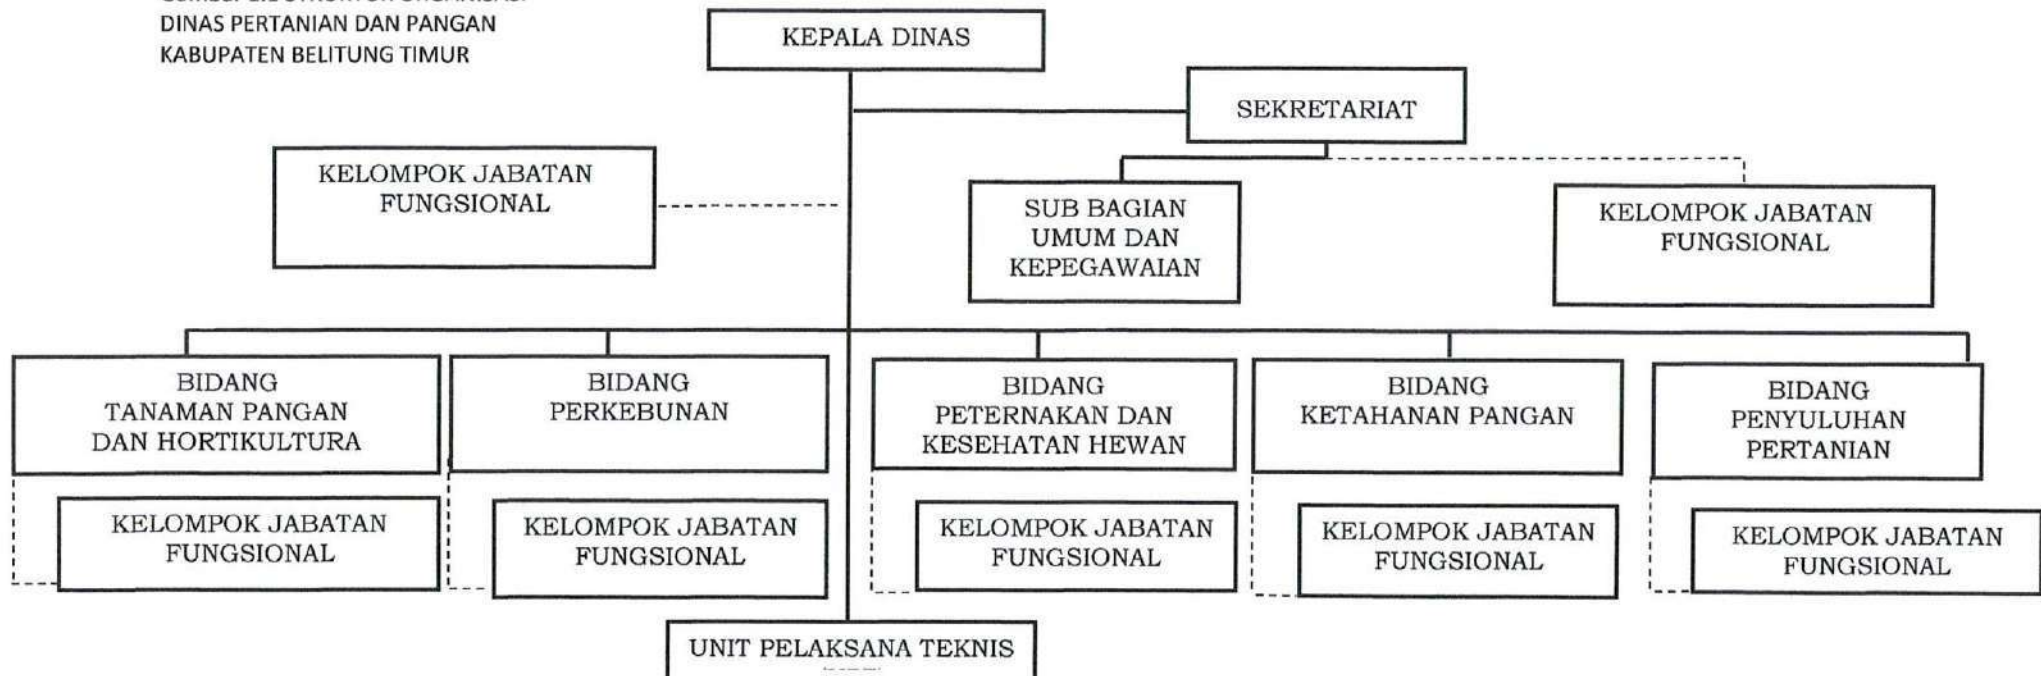 DINAS PERTANIAN DAN PANGAN
KABUPATEN BELITUNG TIMUR
KEPALA DINAS
SEKRETARIAT
KELOMPOK JABATAN
FUNGSIONAL
SUB BAGIAN
UMUM DAN
KEPEGAWAIAN
KELOMPOK JABATAN
FUNGSIONAL
BIDANG
TANAMAN PANGAN
DAN HORTIKULTURA
BIDANG
PERKEBUNAN
BIDANG
PETERNAKAN DAN
KESEHATAN HEWAN
BIDANG
KETAHANAN PANGAN
BIDANG
PENYULUHAN
PERTANIAN
KELOMPOK JABATAN
FUNGSIONAL
KELOMPOK JABATAN
FUNGSIONAL
KELOMPOK JABATAN
FUNGSIONAL
KELOMPOK JABATAN
FUNGSIONAL
KELOMPOK JABATAN
FUNGSIONAL
UNIT PELAKSANA TEKNIS